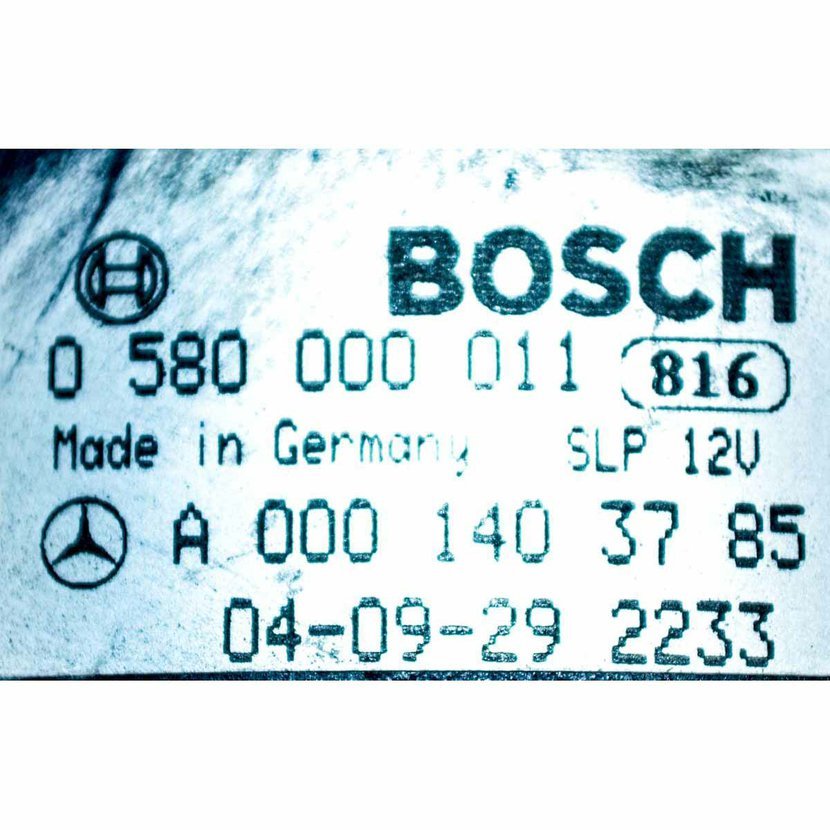 BOSCH
0 580 000 011 816
Made in Germany SLP 12V
A 000 140 37 85
04-09-29 2233